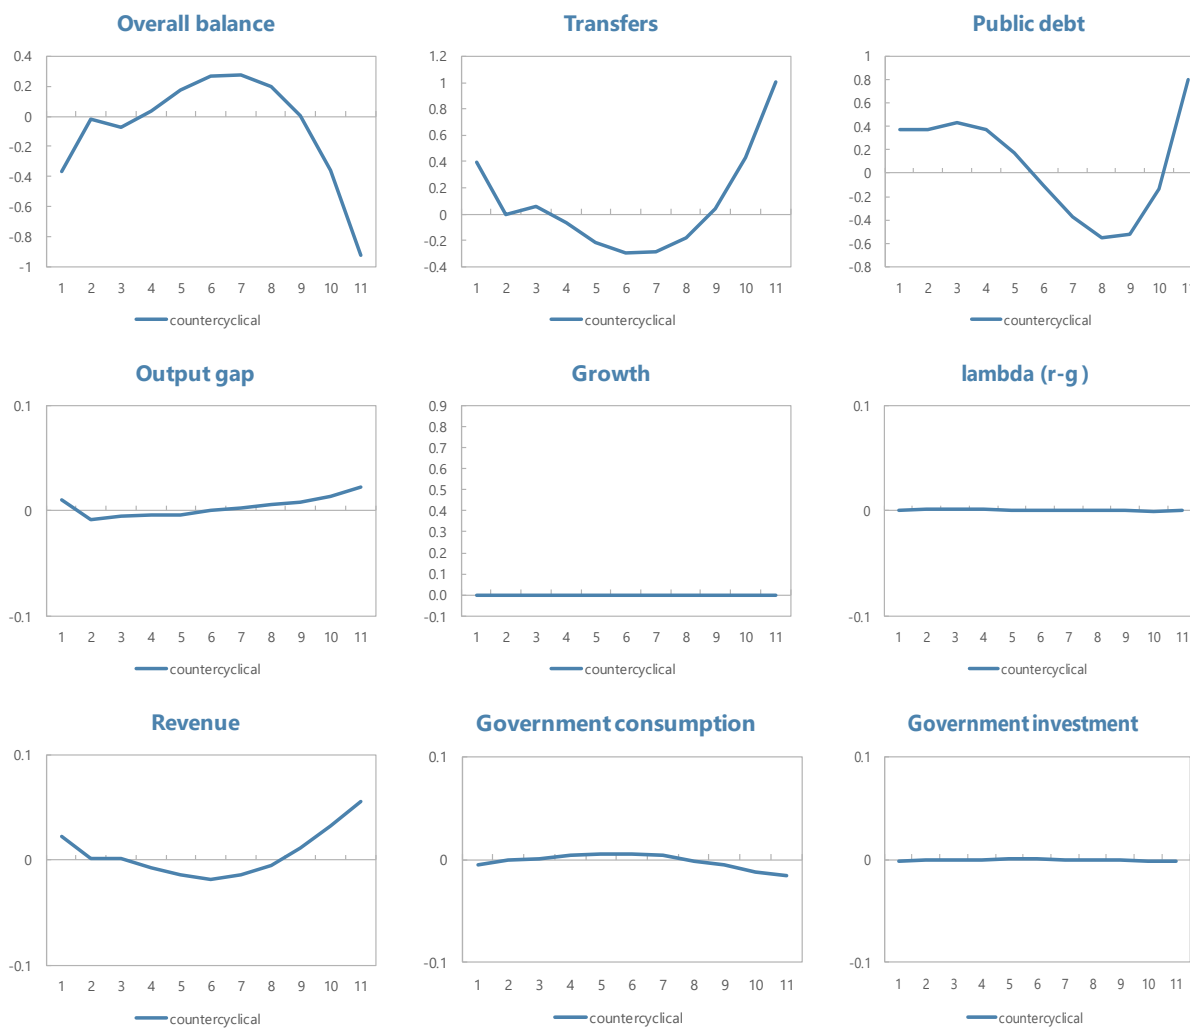 Overall balance
0.4
0.2
0
-0.2
-0.4
-0.6
-0.8
-1
1 2 3 4 5 6 7 8 9 10 11
countercyclical
Transfers
1.2
1
0.8
0.6
0.4
0.2
0
-0.2
-0.4
1 2 3 4 5 6 7 8 9 10 11
countercyclical
Public debt
1
0.8
0.6
0.4
0.2
0
-0.2
-0.4
-0.6
-0.8
1 2 3 4 5 6 7 8 9 10 11
countercyclical
Output gap
0.1
0
-0.1
1 2 3 4 5 6 7 8 9 10 11
countercyclical
Growth
0.9
0.8
0.7
0.6
0.5
0.4
0.3
0.2
0.1
0.0
-0.1
1 2 3 4 5 6 7 8 9 10 11
countercyclical
lambda (r-g)
0.1
0
-0.1
1 2 3 4 5 6 7 8 9 10 11
countercyclical
Revenue
0.1
0
-0.1
1 2 3 4 5 6 7 8 9 10 11
countercyclical
Government consumption
0.1
0
-0.1
1 2 3 4 5 6 7 8 9 10 11
countercyclical
Government investment
0.1
0
-0.1
1 2 3 4 5 6 7 8 9 10 11
countercyclical